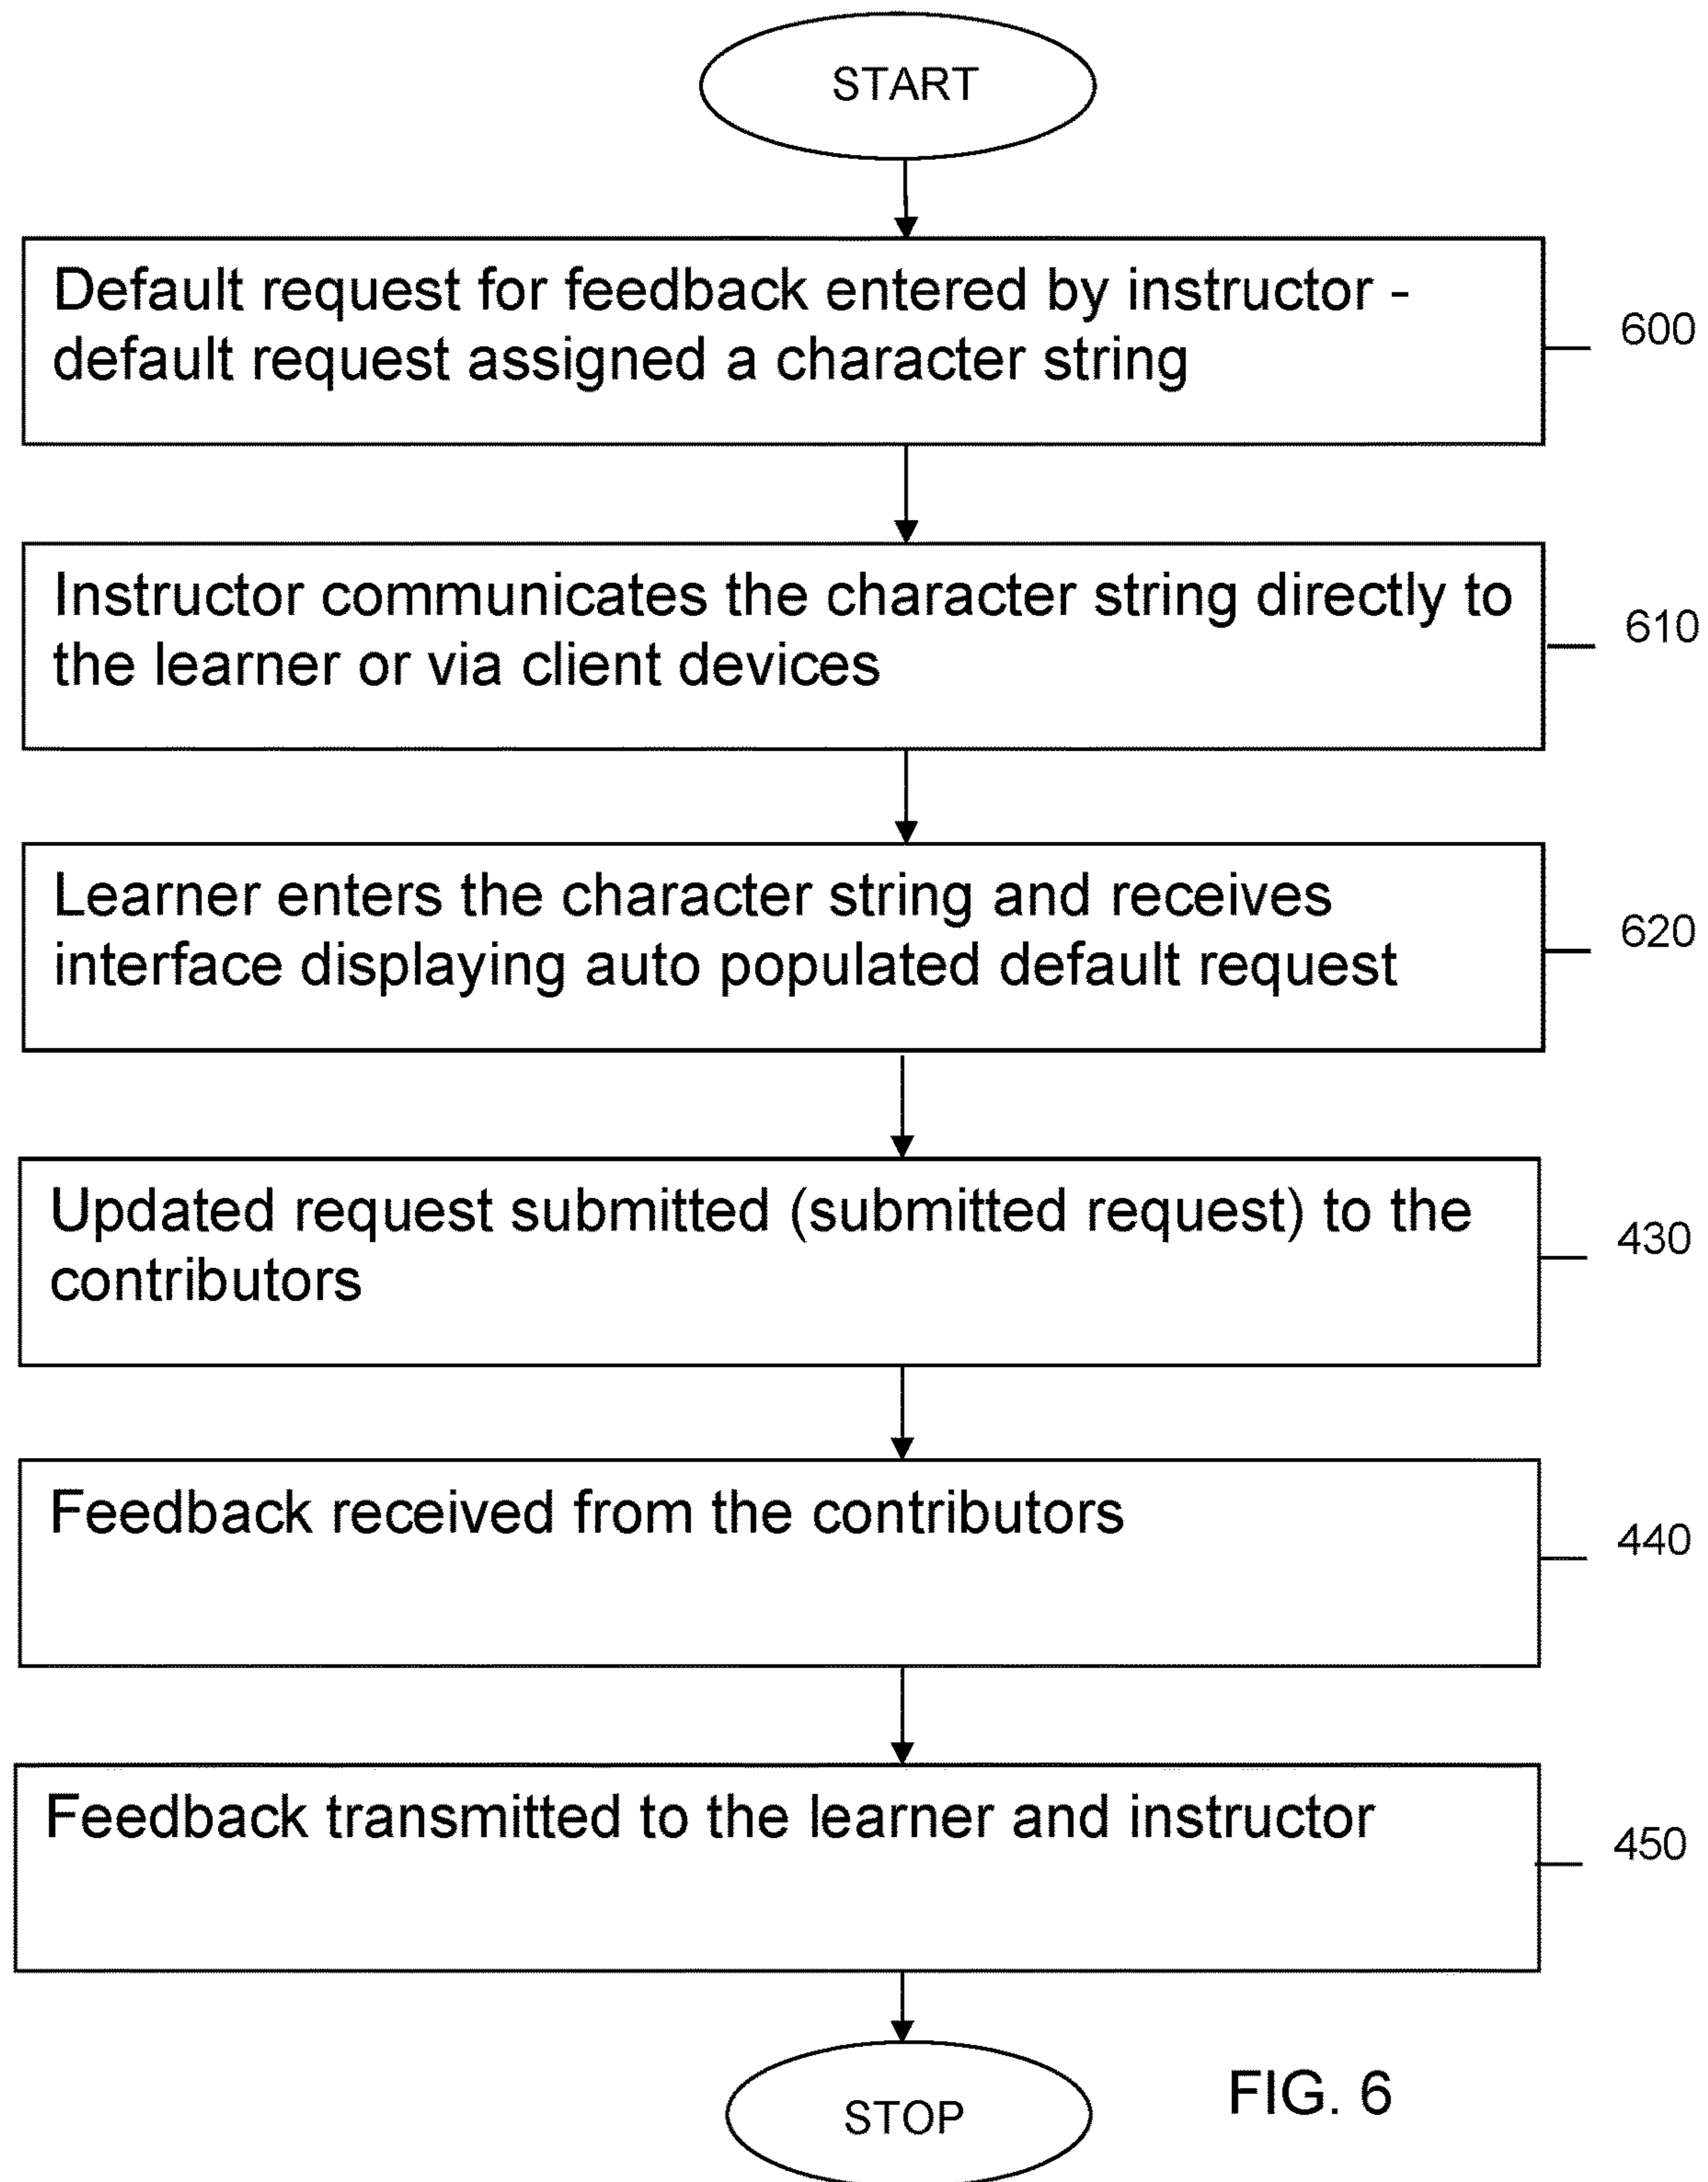 START
Default request for feedback entered by instructor -
default request assigned a character string
600
Instructor communicates the character string directly to
the learner or via client devices
610
Learner enters the character string and receives
interface displaying auto populated default request
620
Updated request submitted (submitted request) to the
contributors
430
Feedback received from the contributors
440
Feedback transmitted to the learner and instructor
450
STOP
FIG. 6